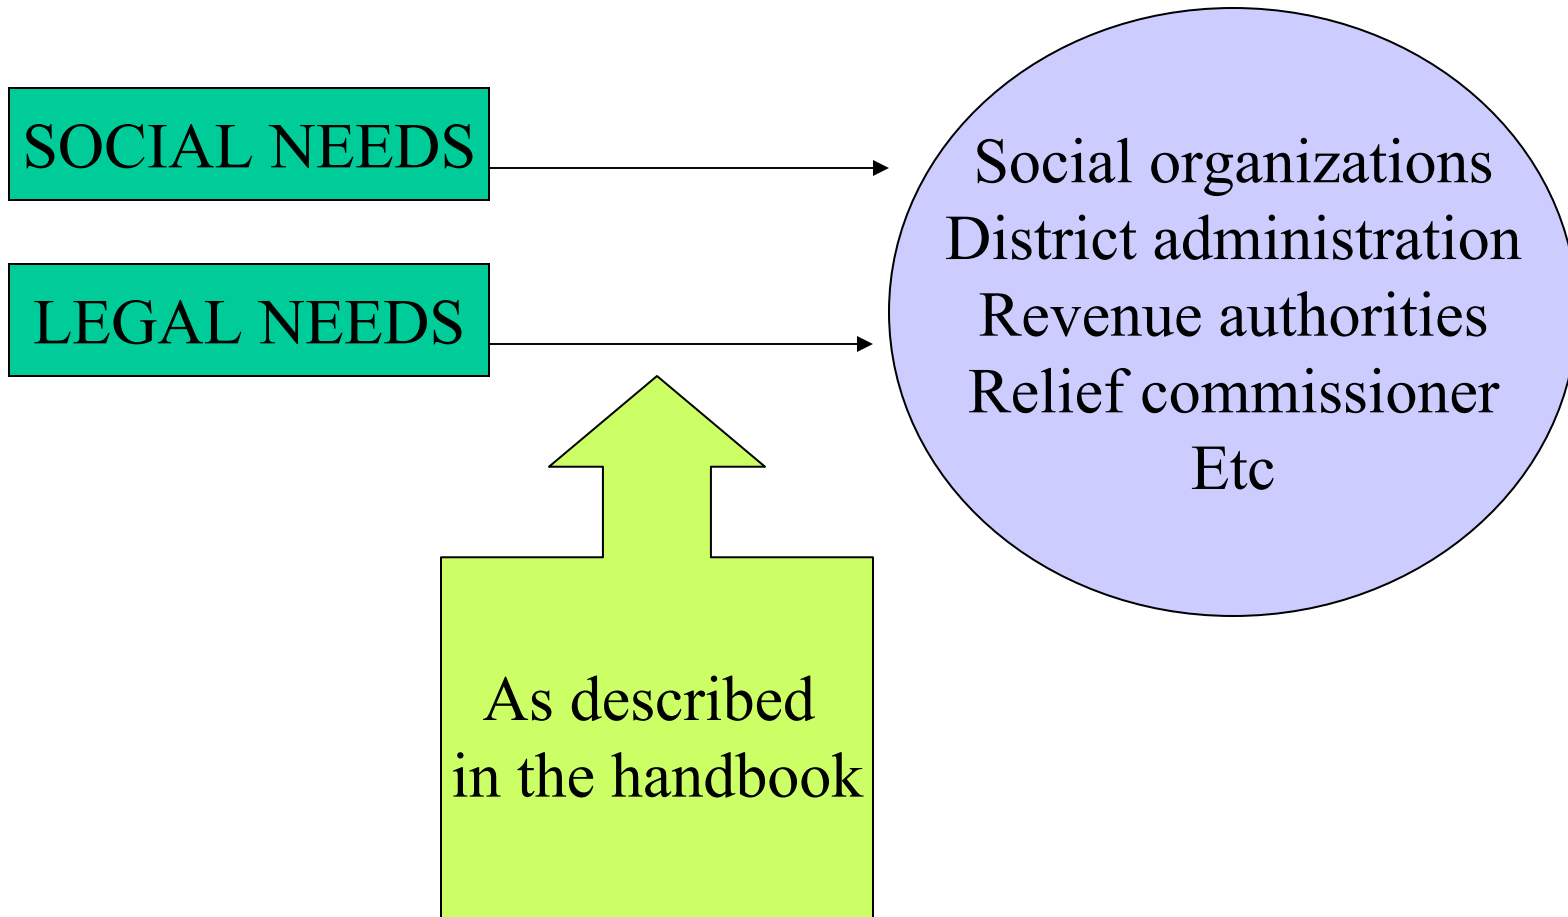 SOCIAL NEEDS
LEGAL NEEDS
Social organizations
District administration
Revenue authorities
Relief commissioner
Etc
As described
in the handbook